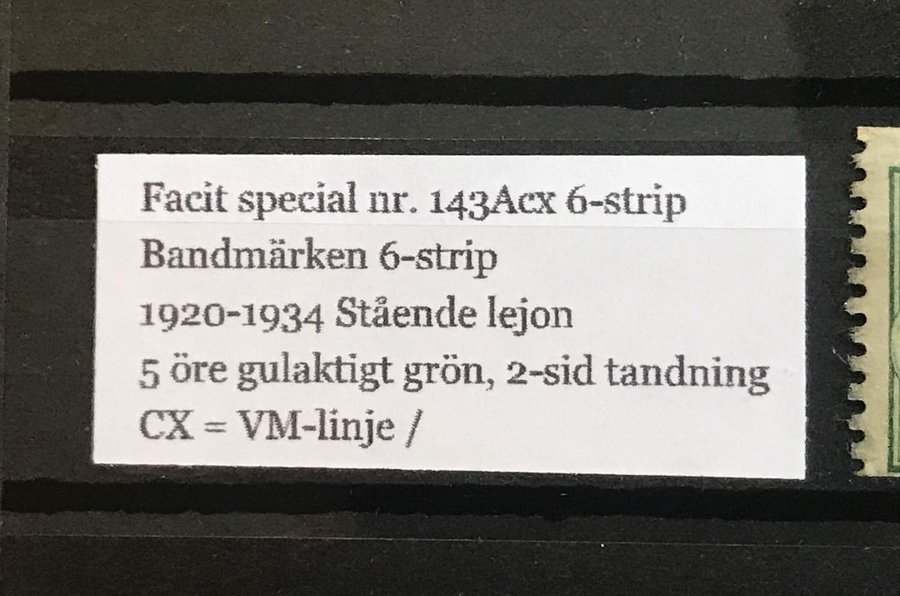 Facit special nr. 143Acx 6-strip
Bandmärken 6-strip
1920-1934 Stående lejon
5 öre gulaktigt grön, 2-sid tandning
CX = VM-linje /